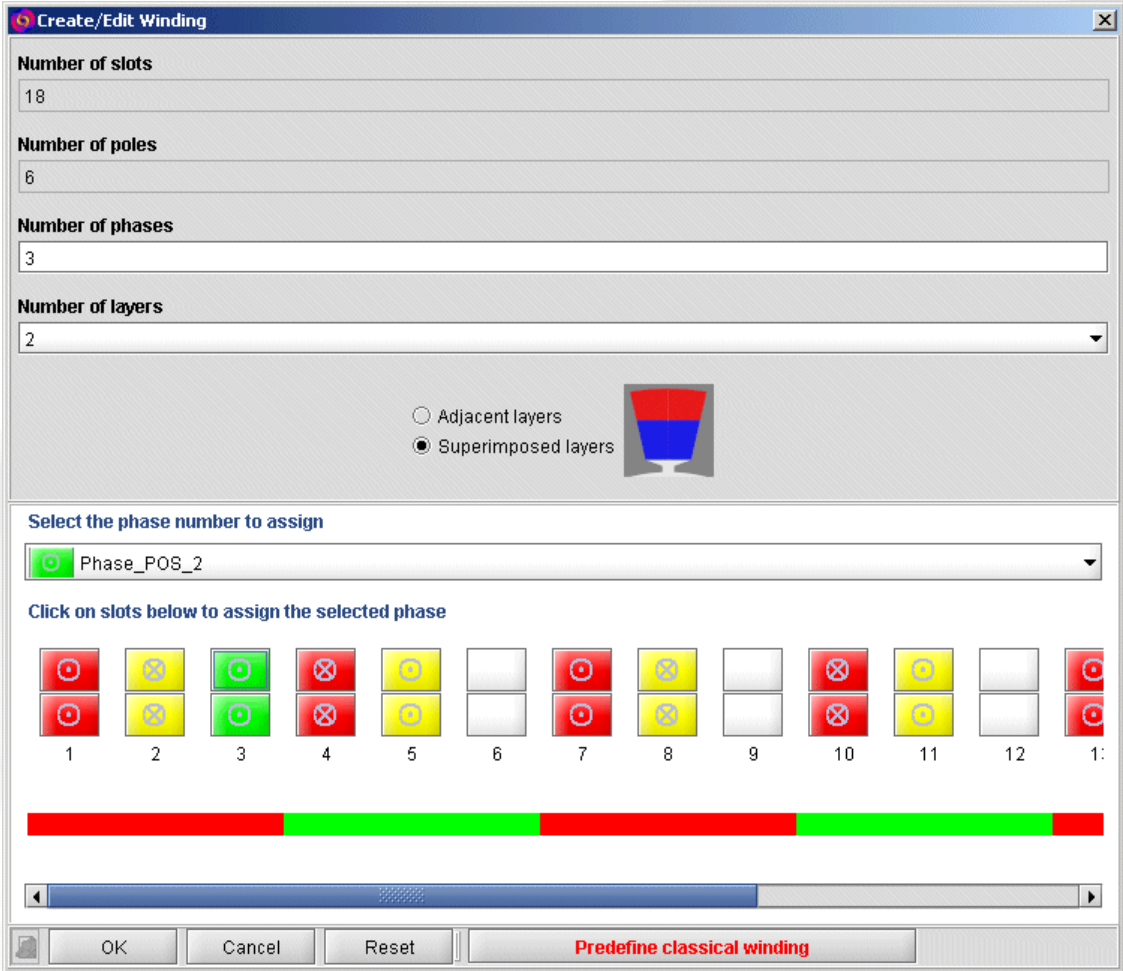 Create/Edit Winding
Number of slots
18
Number of poles
6
Number of phases
3
Number of layers
2
Adjacent layers
Superimposed layers
Select the phase number to assign
Phase_POS_2
Click on slots below to assign the selected phase
1 2 3 4 5 6 7 8 9 10 11 12
OK Cancel Reset Predefine classical winding